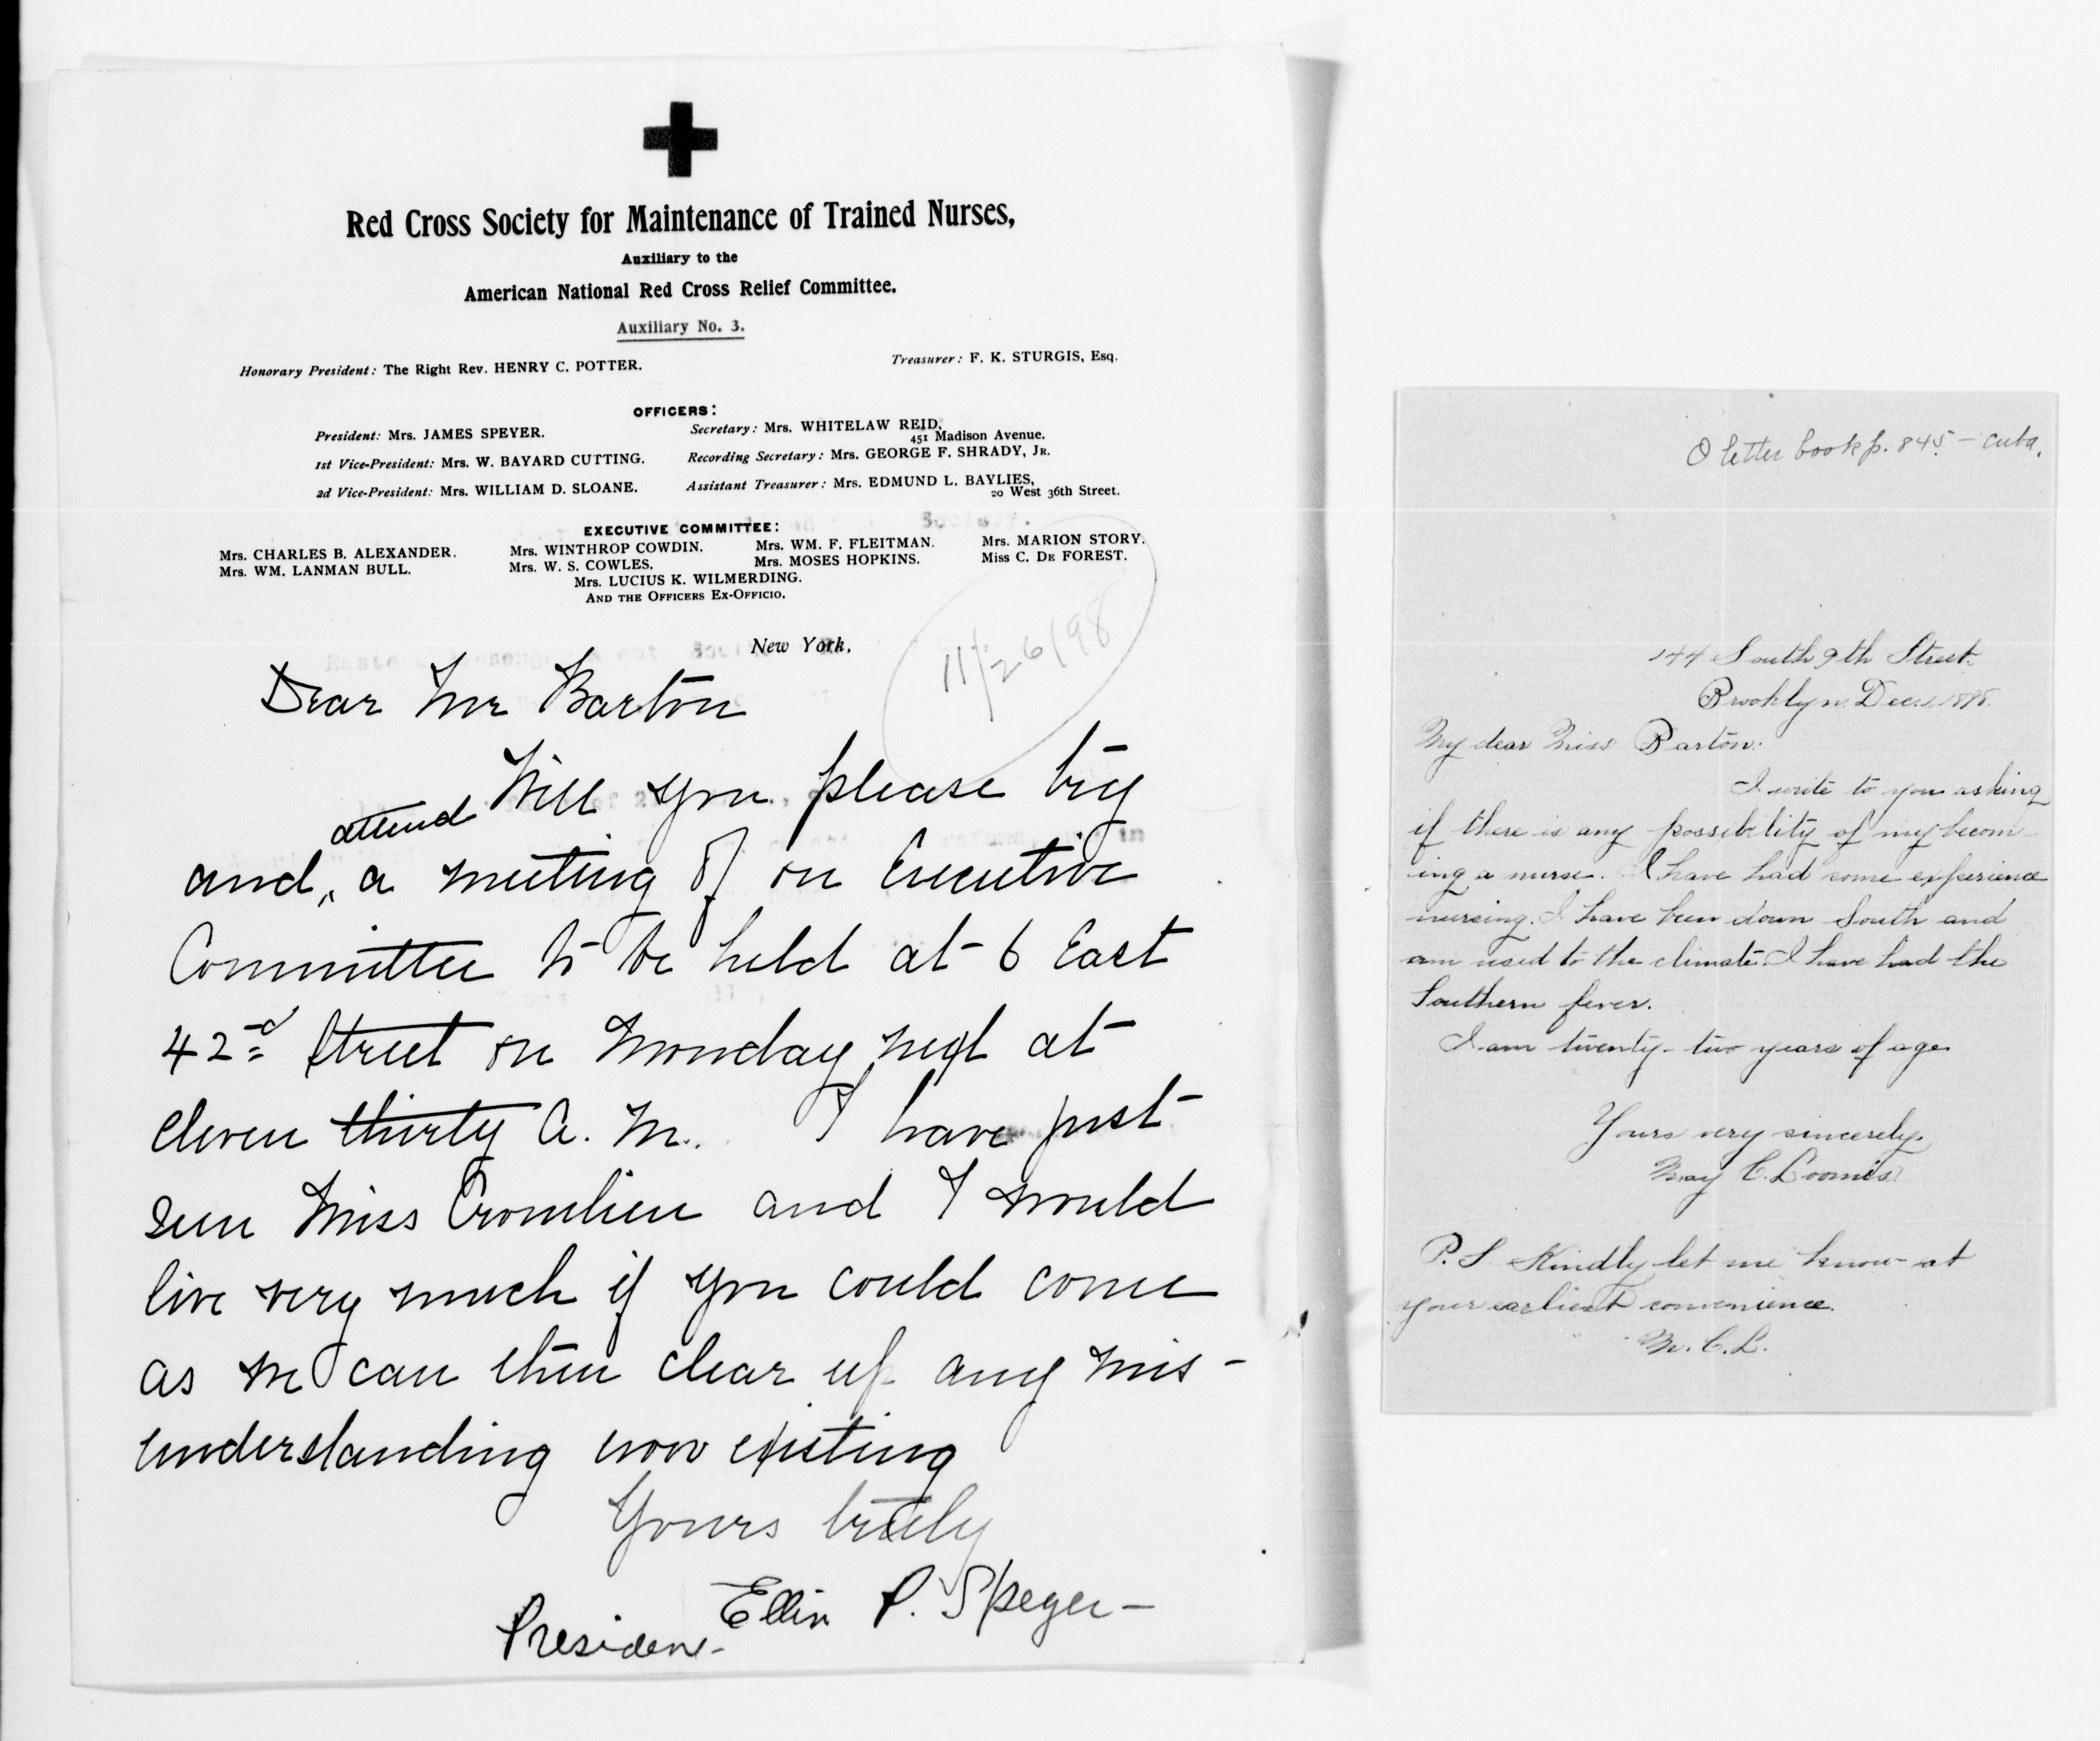 Red Cross Society for Maintenance of Trained Nurses,
Auxiliary to the
American National Red Cross Relief Committee.
Auxiliary No. 3.
Honorary President: The Right Rev. HENRY C. POTTER.
Treasurer: F. K. STURGIS, Esq.
OFFICERS:
President: Mrs. JAMES SPEYER.
Secretary: Mrs. WHITELAW REID,
451 Madison Avenue.
1st Vice-President: Mrs. W. BAYARD CUTTING.
Recording Secretary: Mrs. GEORGE F. SHRADY, JR.
2d Vice-President: Mrs. WILLIAM D. SLOANE.
Assistant Treasurer: Mrs. EDMUND L. BAYLIES,
20 West 36th Street.
EXECUTIVE COMMITTEE:
Mrs. CHARLES B. ALEXANDER. Mrs. WINTHROP COWDIN. Mrs. WM. F. FLEITMAN. Mrs. MARION STORY.
Mrs. WM. LANMAN BULL. Mrs. W. S. COWLES. Mrs. MOSES HOPKINS. Miss C. DE FOREST.
Mrs. LUCIUS K. WILMERDING.
AND THE OFFICERS EX-OFFICIO.
New York,
11/26/98
Dear Mr Barton
Will you please try
attend
and a meeting of our Executive
Committee to be held at 6 East
42nd Street on Monday next at
eleven thirty A. M. I have just
seen Miss Cromelien and I would
like very much if you could come
as we can then clear up any mis-
understanding now existing
Yours truly
Ellin P. Speyer-
President
O letter book p. 845 - Cuba.
144 South 9th Street.
Brooklyn Dec. 1, 1898.
My dear Miss Barton:
I write to you asking
if there is any possibility of my becom-
ing a nurse. I have had some experience
nursing. I have been down South and
am used to the climate I have had the
Southern fever.
I am twenty-two years of age
Yours very sincerely,
May C. Loomis
P.S Kindly let me know at
your earliest convenience.
M. C. L.